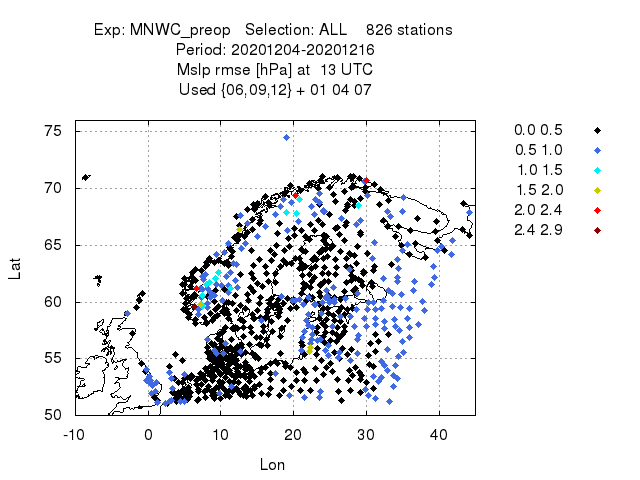 Exp: MNWC_preop   Selection: ALL    826 stations
Period: 20201204-20201216
Mslp rmse [hPa] at  13 UTC
Used {06,09,12} + 01 04 07
0.0 0.5
0.5 1.0
1.0 1.5
1.5 2.0
2.0 2.4
2.4 2.9
75
70
65
60
55
50
Lat
-10 0 10 20 30 40
Lon